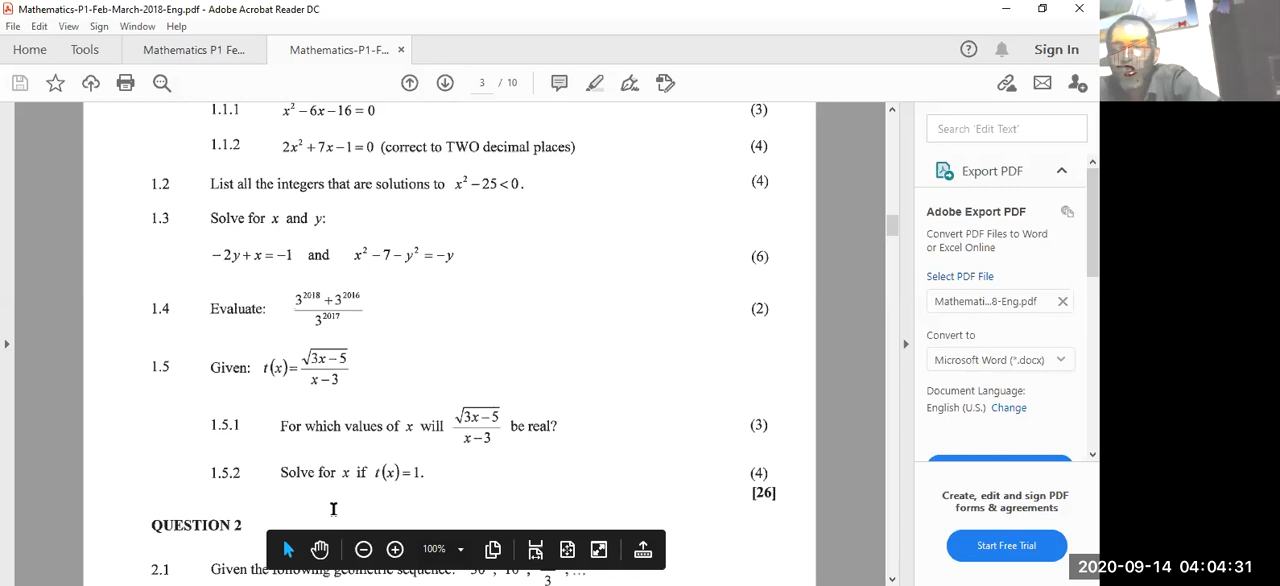 Mathematics-P1-Feb-March-2018-Eng.pdf - Adobe Acrobat Reader DC
File Edit View Sign Window Help
Home Tools Mathematics P1 Fe... Mathematics-P1-F... × Sign In
3 / 10
1.1.1 x² − 6x − 16 = 0 (3)
1.1.2 2x² + 7x − 1 = 0 (correct to TWO decimal places) (4)
1.2 List all the integers that are solutions to x² − 25 < 0. (4)
1.3 Solve for x and y:
− 2y + x = −1 and x² − 7 − y² = −y (6)
1.4 Evaluate: (3²⁰¹⁸ + 3²⁰¹⁶) / 3²⁰¹⁷ (2)
1.5 Given: t(x) = √(3x − 5) / (x − 3)
1.5.1 For which values of x will √(3x − 5) / (x − 3) be real? (3)
1.5.2 Solve for x if t(x) = 1. (4)
[26]
QUESTION 2
100%
2.1 Given the following geometric sequence: 30 ; 10 ; /3 ; ...
Search 'Edit Text'
Export PDF
Adobe Export PDF
Convert PDF Files to Word
or Excel Online
Select PDF File
Mathemati...8-Eng.pdf
Convert to
Microsoft Word (*.docx)
Document Language:
English (U.S.) Change
Create, edit and sign PDF
forms & agreements
Start Free Trial
2020-09-14 04:04:31